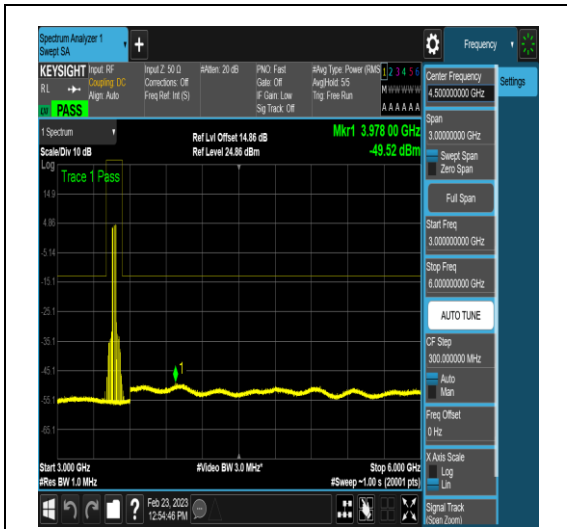 Spectrum Analyzer 1
Swept SA
Frequency
KEYSIGHT Input: RF Input Z: 50 Ω #Atten: 20 dB PNO: Fast #Avg Type: Power (RMS 1 2 3 4 5 6
RL Coupling: DC Corrections: Off Gate: Off Avg|Hold: 5/5 M W W W W W
Align: Auto Freq Ref: Int (S) IF Gain: Low Trig: Free Run
Sig Track: Off A A A A A A
PASS
1 Spectrum
Scale/Div 10 dB
Ref Lvl Offset 14.86 dB
Ref Level 24.86 dBm
Mkr1 3.978 00 GHz
-49.52 dBm
Log
Trace 1 Pass
14.9
4.86
-5.14
-15.1
-25.1
-35.1
-45.1
-55.1
-65.1
1
Start 3.000 GHz #Video BW 3.0 MHz* Stop 6.000 GHz
#Res BW 1.0 MHz #Sweep ~1.00 s (20001 pts)
Feb 23, 2023
12:54:46 PM
Settings
Center Frequency
4.500000000 GHz
Span
3.00000000 GHz
Swept Span
Zero Span
Full Span
Start Freq
3.000000000 GHz
Stop Freq
6.000000000 GHz
AUTO TUNE
CF Step
300.000000 MHz
Auto
Man
Freq Offset
0 Hz
X Axis Scale
Log
Lin
Signal Track
(Span Zoom)